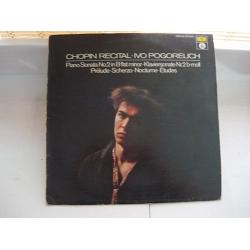 CHOPIN RECITAL · IVO POGORELICH
Piano Sonata No.2 in B flat minor · Klaviersonate Nr.2 b-moll
Prélude · Scherzo · Nocturne · Etudes